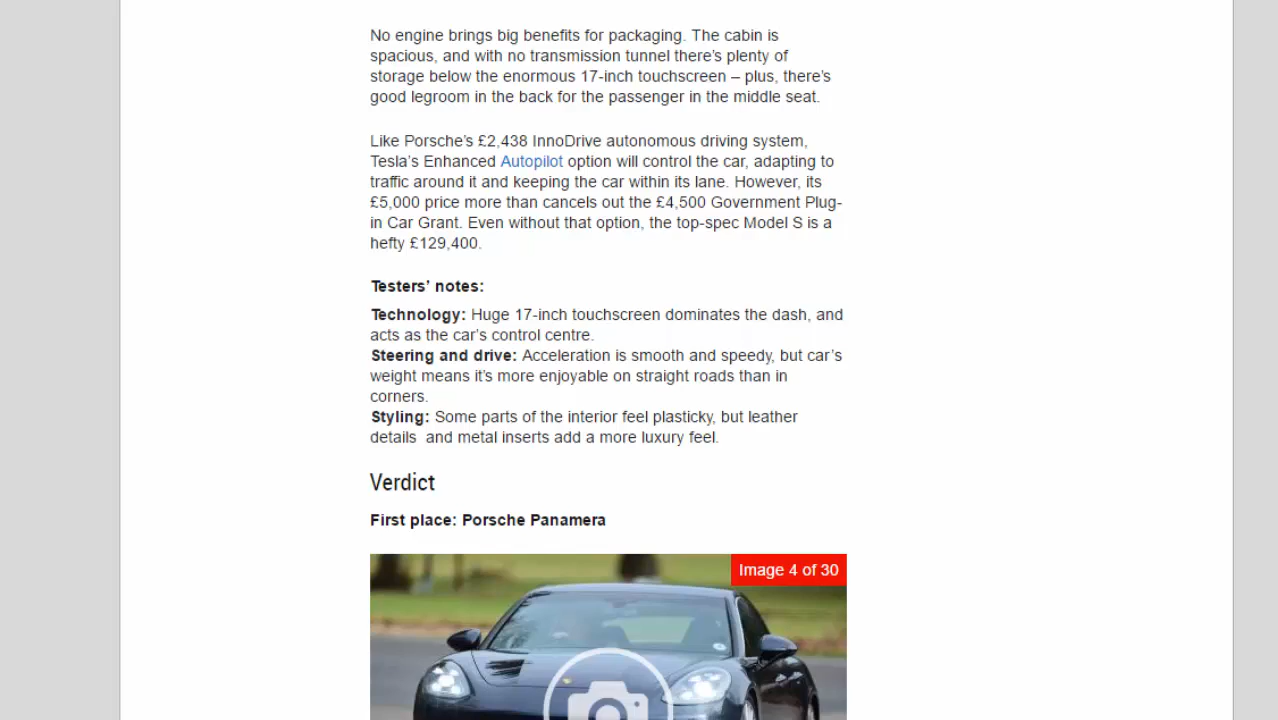 No engine brings big benefits for packaging. The cabin is
spacious, and with no transmission tunnel there's plenty of
storage below the enormous 17-inch touchscreen – plus, there's
good legroom in the back for the passenger in the middle seat.
Like Porsche's £2,438 InnoDrive autonomous driving system,
Tesla's Enhanced Autopilot option will control the car, adapting to
traffic around it and keeping the car within its lane. However, its
£5,000 price more than cancels out the £4,500 Government Plug-
in Car Grant. Even without that option, the top-spec Model S is a
hefty £129,400.
Testers' notes:
Technology: Huge 17-inch touchscreen dominates the dash, and
acts as the car's control centre.
Steering and drive: Acceleration is smooth and speedy, but car's
weight means it's more enjoyable on straight roads than in
corners.
Styling: Some parts of the interior feel plasticky, but leather
details  and metal inserts add a more luxury feel.
Verdict
First place: Porsche Panamera
Image 4 of 30